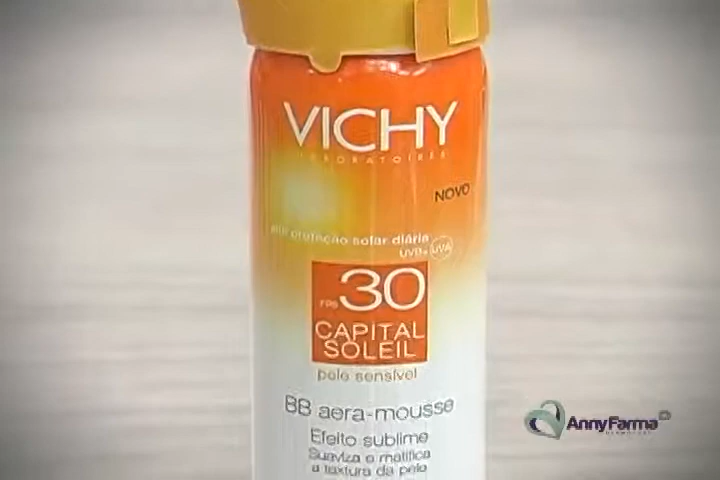 VICHY
LABORATOIRES
NOVO
alta proteção solar diária
UVB+ UVA
FPS 30
CAPITAL
SOLEIL
pele sensível
BB aera-mousse
Efeito sublime
Suaviza e matifica
a textura da pele
AnnyFarma